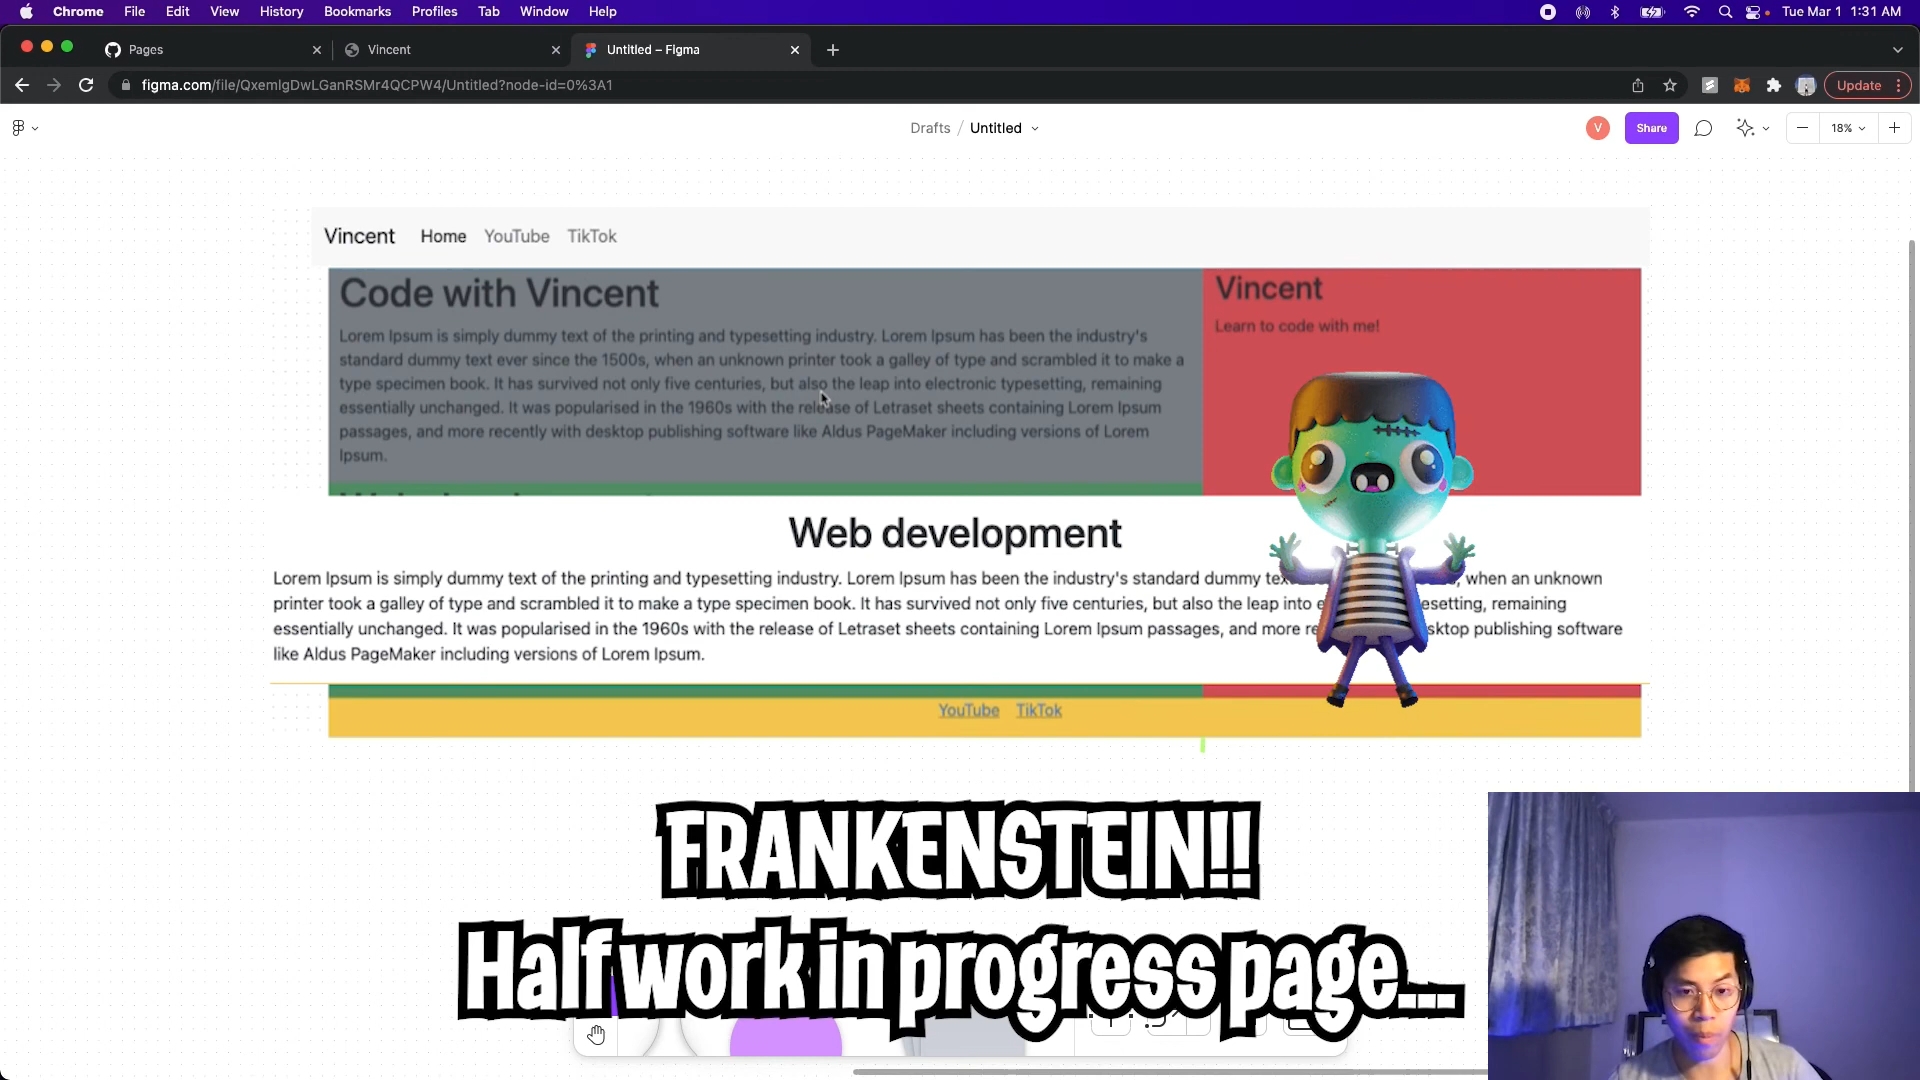 Chrome File Edit View History Bookmarks Profiles Tab Window Help Tue Mar 1 1:31 AM
Pages Vincent Untitled – Figma
figma.com/file/QxemIgDwLGanRSMr4QCPW4/Untitled?node-id=0%3A1 Update
Drafts / Untitled V Share 18%
Vincent Home YouTube TikTok
Code with Vincent
Lorem Ipsum is simply dummy text of the printing and typesetting industry. Lorem Ipsum has been the industry's
standard dummy text ever since the 1500s, when an unknown printer took a galley of type and scrambled it to make a
type specimen book. It has survived not only five centuries, but also the leap into electronic typesetting, remaining
essentially unchanged. It was popularised in the 1960s with the release of Letraset sheets containing Lorem Ipsum
passages, and more recently with desktop publishing software like Aldus PageMaker including versions of Lorem
Ipsum.
Vincent
Learn to code with me!
Web development
Lorem Ipsum is simply dummy text of the printing and typesetting industry. Lorem Ipsum has been the industry's standard dummy when an unknown
printer took a galley of type and scrambled it to make a type specimen book. It has survived not only five centuries, but also the leap into esetting, remaining
essentially unchanged. It was popularised in the 1960s with the release of Letraset sheets containing Lorem Ipsum passages, and more sktop publishing software
like Aldus PageMaker including versions of Lorem Ipsum.
YouTube TikTok
FRANKENSTEIN!!
Half work in progress page...